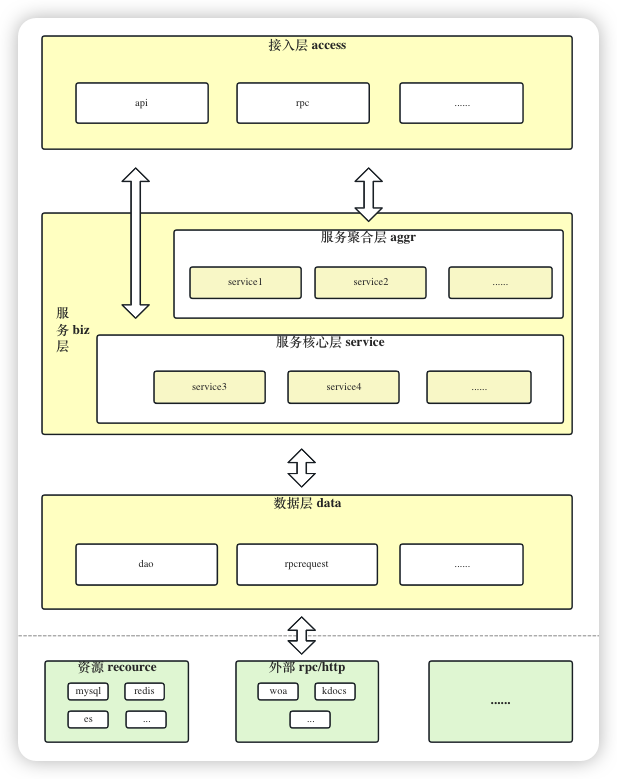 接入层 access
api
rpc
......
服务聚合层 aggr
service1
service2
......
服
务 biz
层
服务核心层 service
service3
service4
......
数据层 data
dao
rpcrequest
......
资源 recource
mysql
redis
es
...
外部 rpc/http
woa
kdocs
...
......